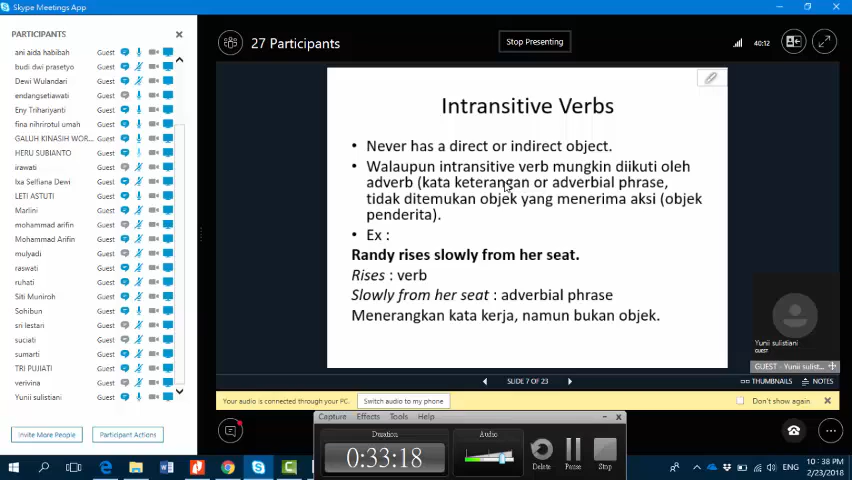 Skype Meetings App
PARTICIPANTS
ani aida habibah Guest
budi dwi prasetyo Guest
Dewi Wulandari Guest
endangsetiawati Guest
Eny Trihariyanti Guest
fina nihrirotul umah Guest
GALUH KINASIH WOR... Guest
HERU SUBIANTO Guest
irawati Guest
Ixa Selfiana Dewi Guest
LETI ASTUTI Guest
Marlini Guest
mohammad arifin Guest
Mohammad Arifin Guest
mulyadi Guest
raswati Guest
ruhati Guest
Siti Muniroh Guest
Sohibun Guest
sri lestari Guest
suciati Guest
sumarti Guest
TRI PUJIATI Guest
verivina Guest
Yunii sulistiani Guest
Invite More People Participant Actions
27 Participants
Stop Presenting
40:12
Intransitive Verbs
• Never has a direct or indirect object.
• Walaupun intransitive verb mungkin diikuti oleh
adverb (kata keterangan or adverbial phrase,
tidak ditemukan objek yang menerima aksi (objek
penderita).
• Ex :
Randy rises slowly from her seat.
Rises : verb
Slowly from her seat : adverbial phrase
Menerangkan kata kerja, namun bukan objek.
Yunii sulistiani
GUEST
GUEST - Yunii sulist...
SLIDE 7 OF 23
THUMBNAILS NOTES
Your audio is connected through your PC. Switch audio to my phone
Don't show again
Capture Effects Tools Help
Duration
0:33:18
Audio
Delete Pause Stop
ENG
10:38 PM
2/23/2018